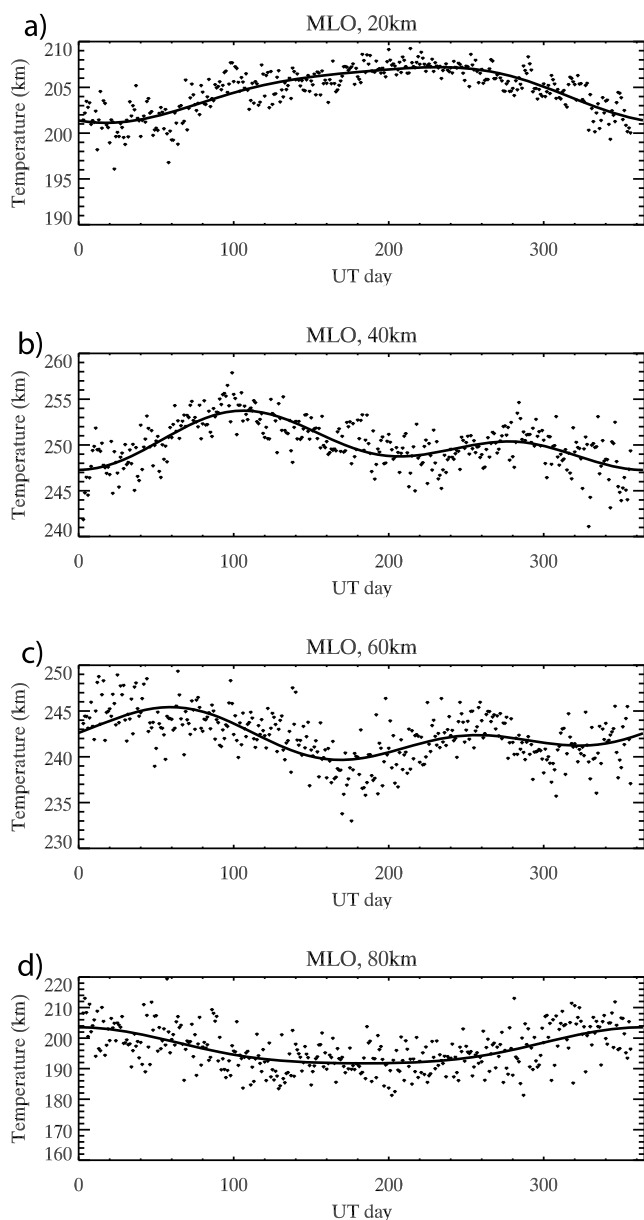 a)
MLO, 20km
Temperature (km)
210
205
200
195
190
0 100 200 300
UT day
b)
MLO, 40km
Temperature (km)
260
255
250
245
240
0 100 200 300
UT day
c)
MLO, 60km
Temperature (km)
250
245
240
235
230
0 100 200 300
UT day
d)
MLO, 80km
Temperature (km)
220
210
200
190
180
170
160
0 100 200 300
UT day